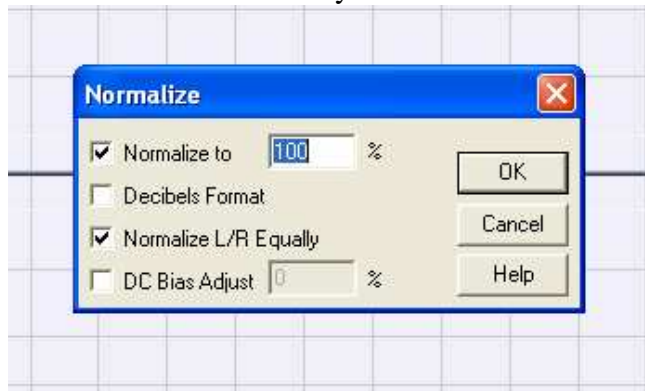 Normalize
Normalize to 100 %
Decibels Format
Normalize L/R Equally
DC Bias Adjust 0 %
OK
Cancel
Help